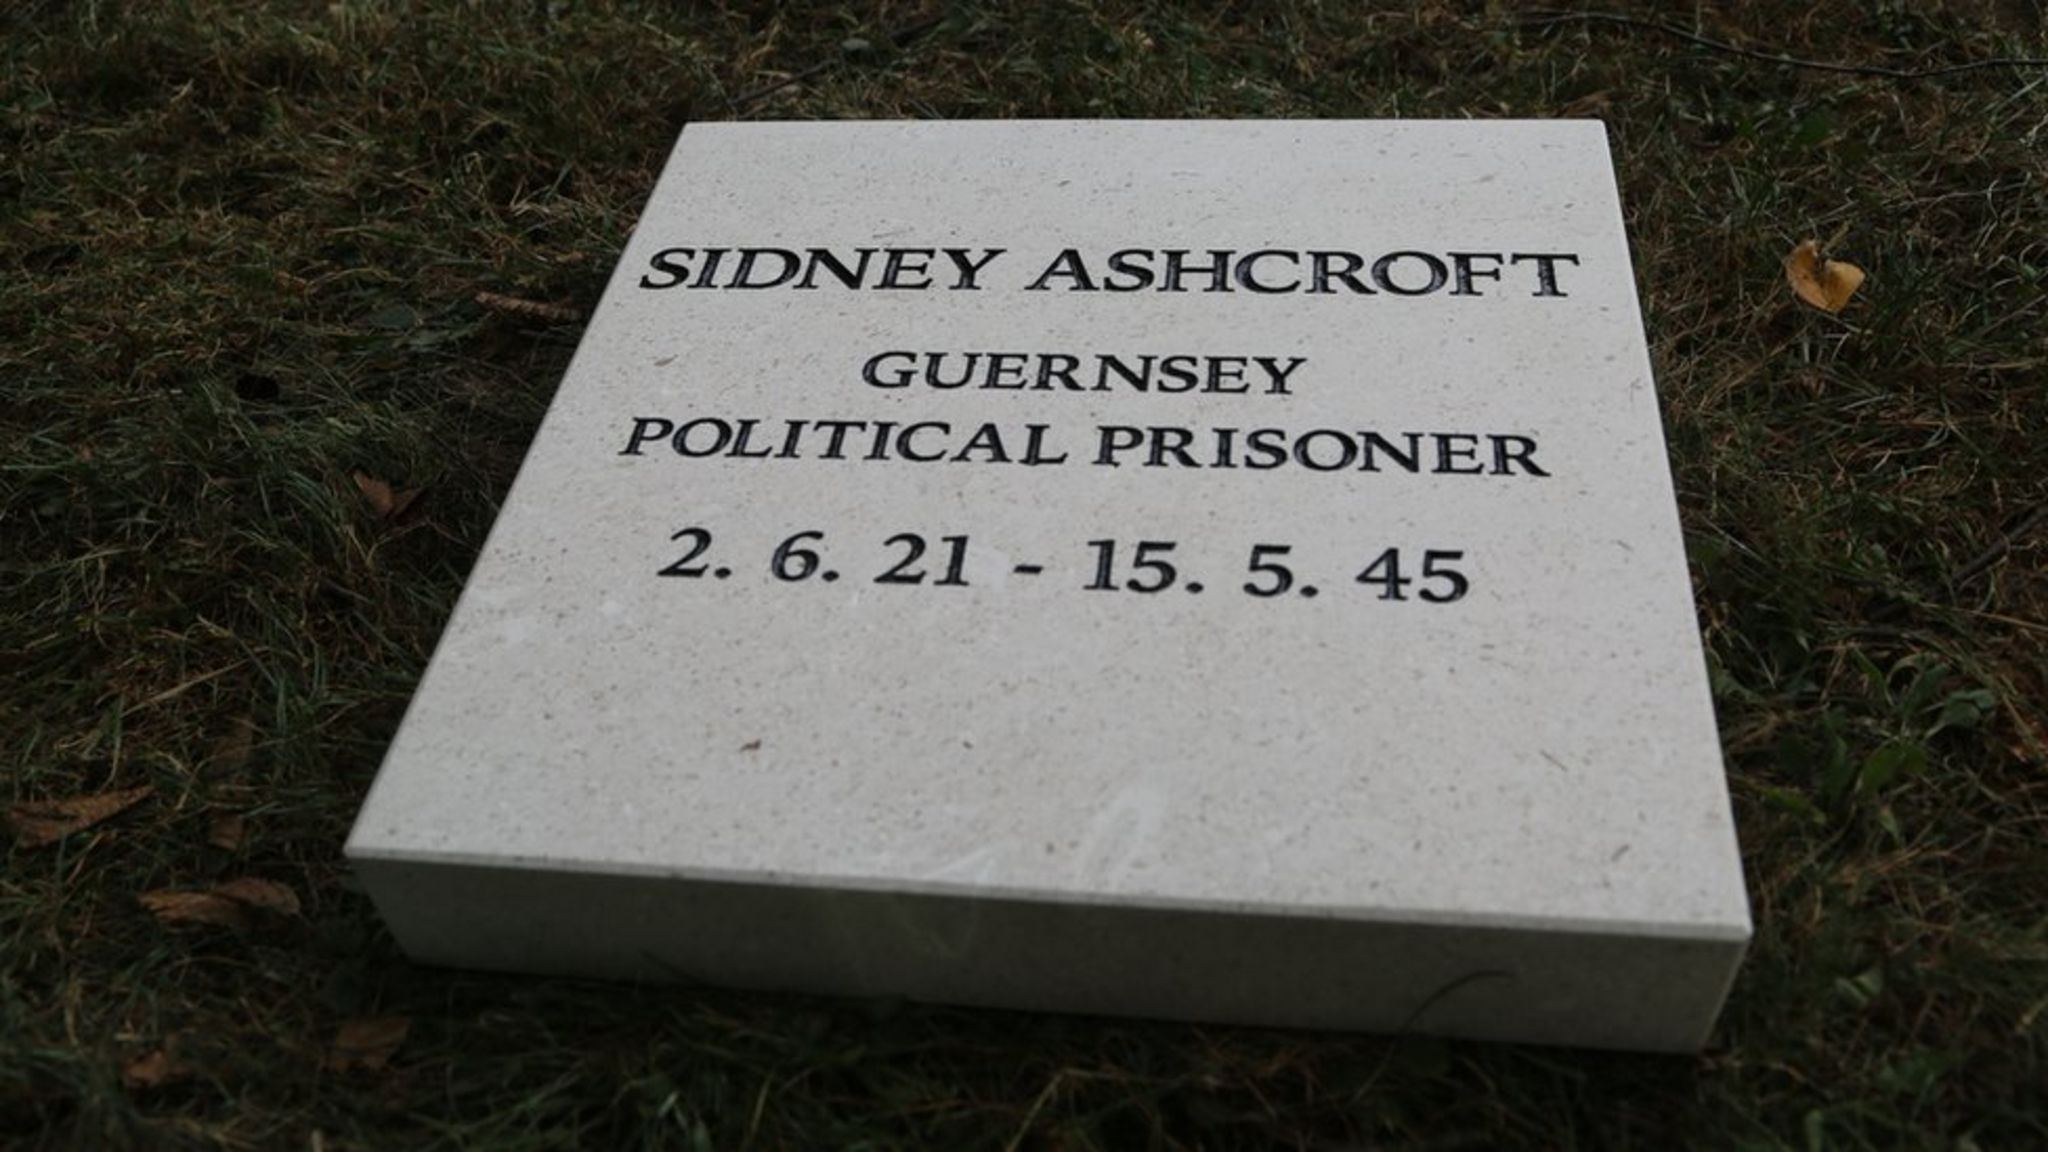 SIDNEY ASHCROFT
GUERNSEY
POLITICAL PRISONER
2. 6. 21 - 15. 5. 45